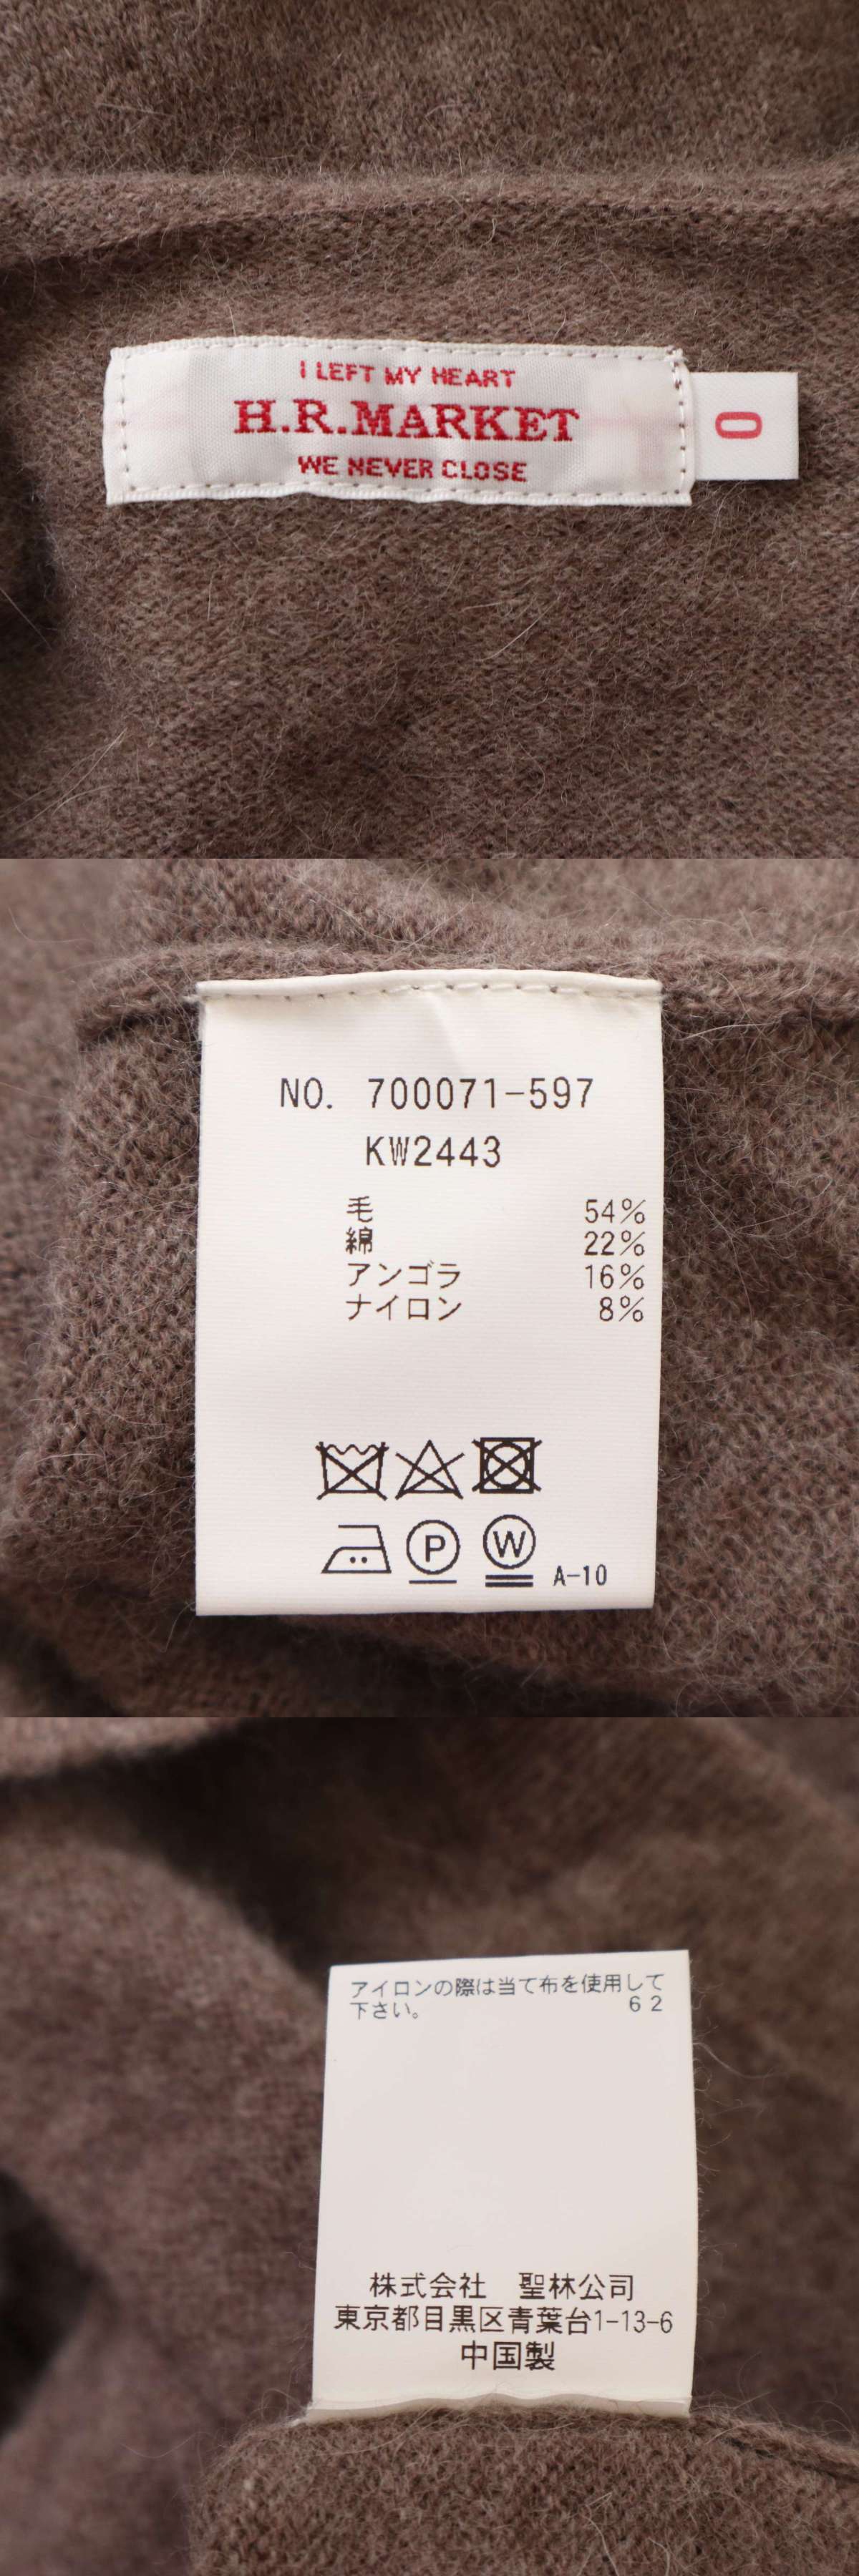 I LEFT MY HEART
H.R.MARKET
WE NEVER CLOSE
0
NO. 700071-597
KW2443
毛 54%
綿 22%
アンゴラ 16%
ナイロン 8%
P W A-10
アイロンの際は当て布を使用して
下さい。 62
株式会社 聖林公司
東京都目黒区青葉台1-13-6
中国製